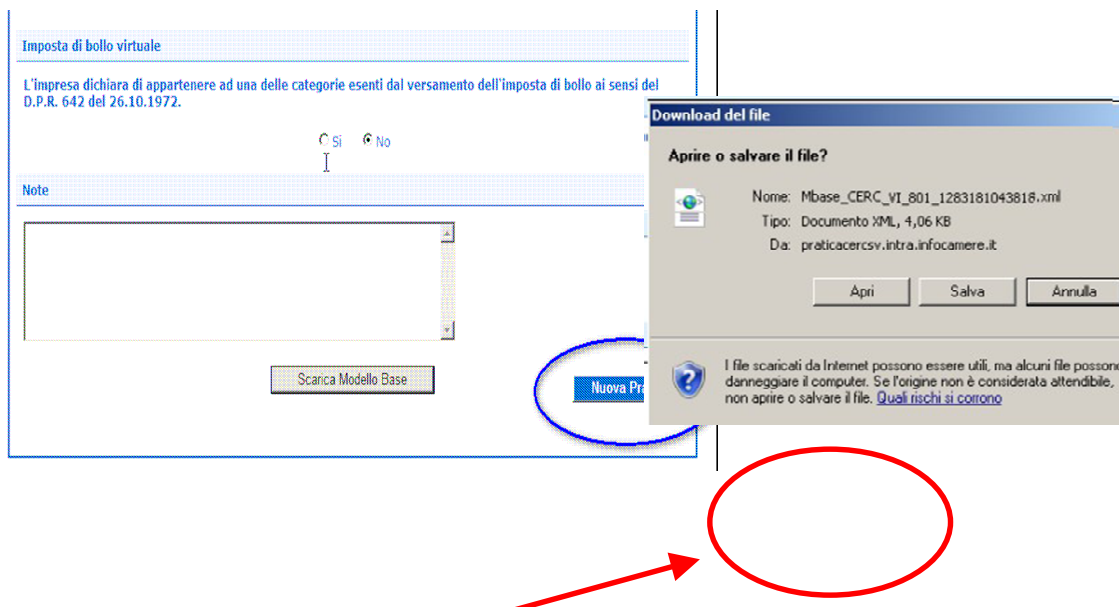 Imposta di bollo virtuale
L'impresa dichiara di appartenere ad una delle categorie esenti dal versamento dell'imposta di bollo ai sensi del
D.P.R. 642 del 26.10.1972.
Si No
Note
Scarica Modello Base
Nuova Pra
Download del file
Aprire o salvare il file?
Nome: Mbase_CERC_VI_801_1283181043818.xml
Tipo: Documento XML, 4,06 KB
Da: praticacercsv.intra.infocamere.it
Apri Salva Annulla
I file scaricati da Internet possono essere utili, ma alcuni file possono
danneggiare il computer. Se l'origine non è considerata attendibile,
non aprire o salvare il file. Quali rischi si corrono